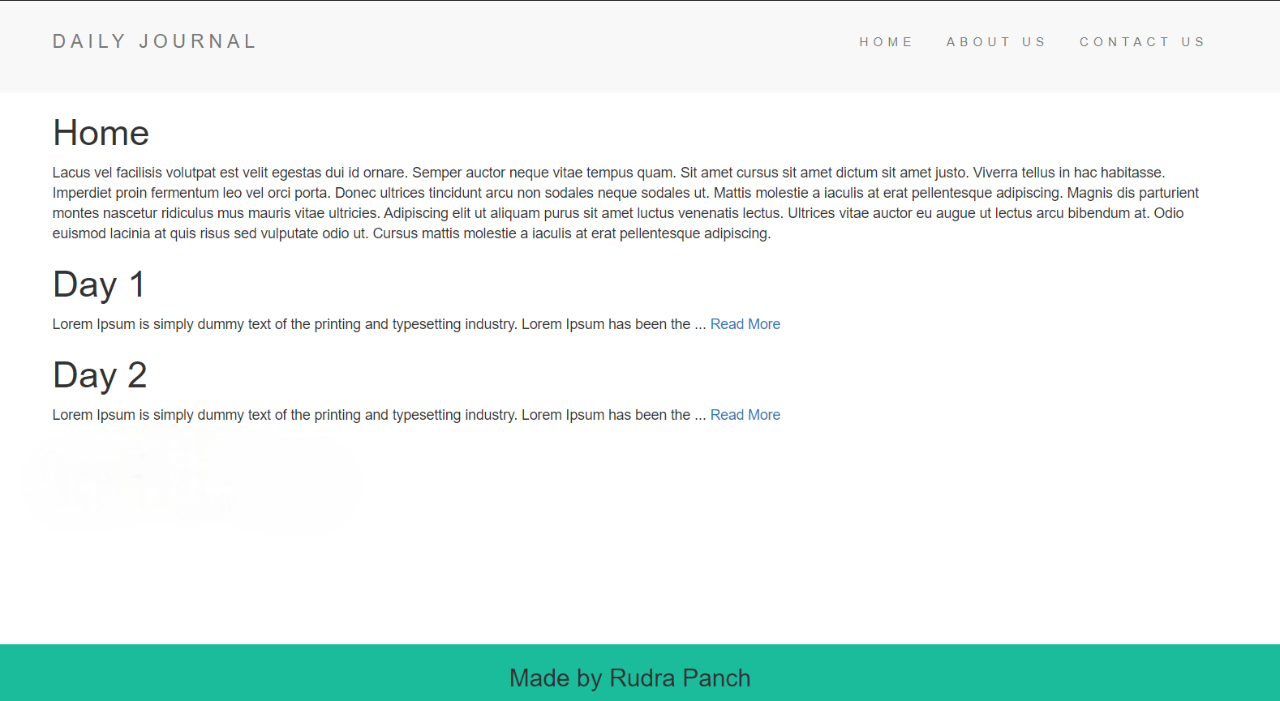 DAILY JOURNAL
HOME ABOUT US CONTACT US
Home
Lacus vel facilisis volutpat est velit egestas dui id ornare. Semper auctor neque vitae tempus quam. Sit amet cursus sit amet dictum sit amet justo. Viverra tellus in hac habitasse.
Imperdiet proin fermentum leo vel orci porta. Donec ultrices tincidunt arcu non sodales neque sodales ut. Mattis molestie a iaculis at erat pellentesque adipiscing. Magnis dis parturient
montes nascetur ridiculus mus mauris vitae ultricies. Adipiscing elit ut aliquam purus sit amet luctus venenatis lectus. Ultrices vitae auctor eu augue ut lectus arcu bibendum at. Odio
euismod lacinia at quis risus sed vulputate odio ut. Cursus mattis molestie a iaculis at erat pellentesque adipiscing.
Day 1
Lorem Ipsum is simply dummy text of the printing and typesetting industry. Lorem Ipsum has been the ... Read More
Day 2
Lorem Ipsum is simply dummy text of the printing and typesetting industry. Lorem Ipsum has been the ... Read More
Made by Rudra Panch